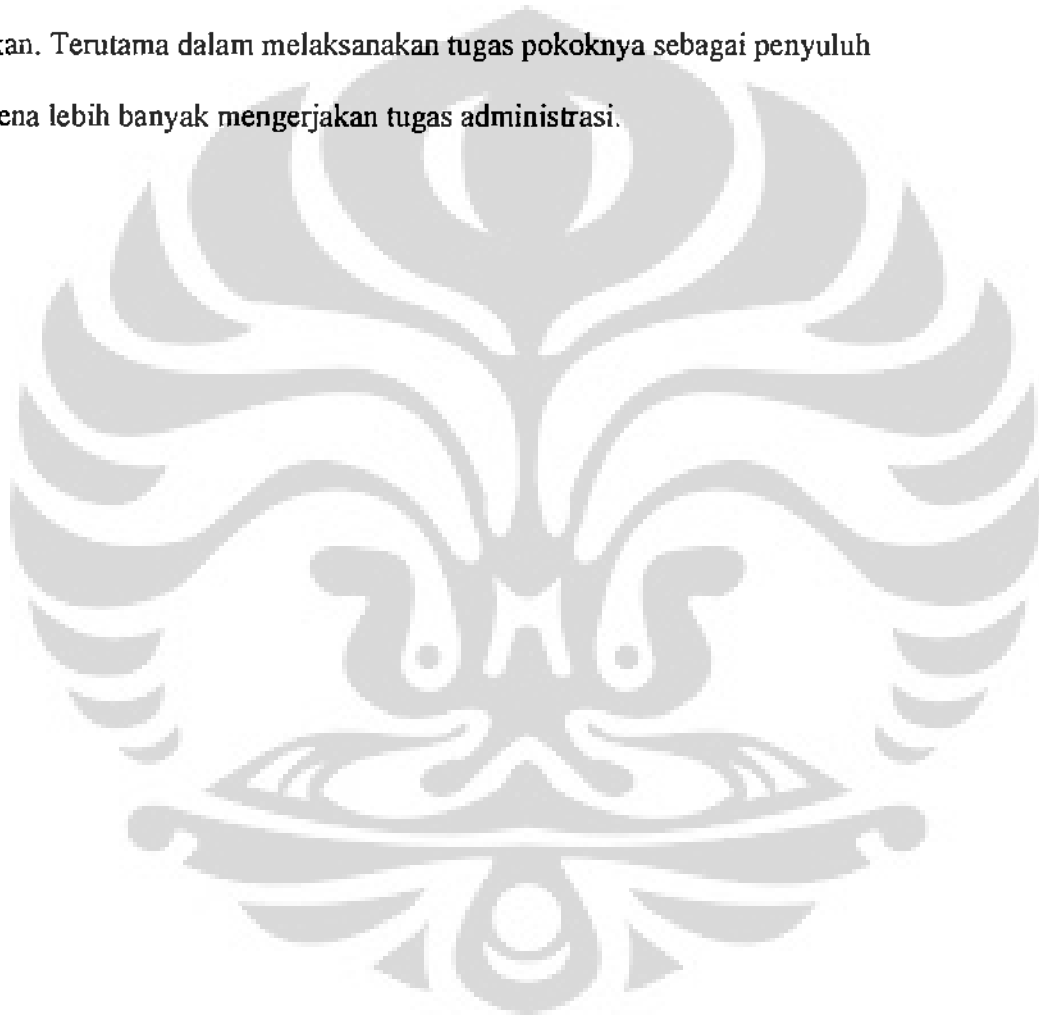 kan. Terutama dalam melaksanakan tugas pokoknya sebagai penyuluh
ena lebih banyak mengerjakan tugas administrasi.